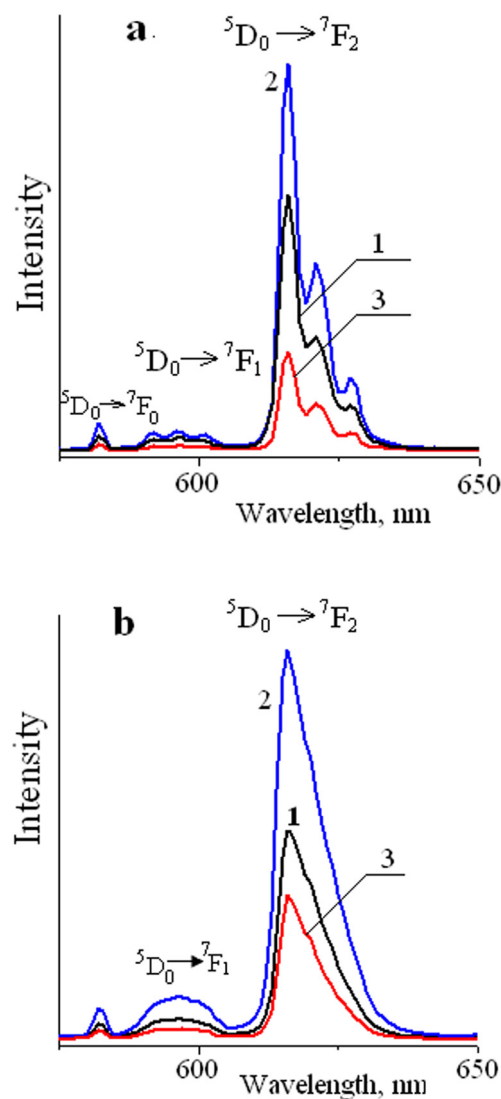 a .
⁵D₀ → ⁷F₂
2
1
3
⁵D₀ → ⁷F₁
⁵D₀ → ⁷F₀
Intensity
600
650
Wavelength, nm
b
⁵D₀ → ⁷F₂
2
1
3
⁵D₀ → ⁷F₁
Intensity
600
650
Wavelength, nm